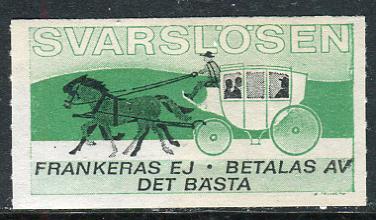 SVARSLÖSEN
FRANKERAS EJ • BETALAS AV
DET BÄSTA